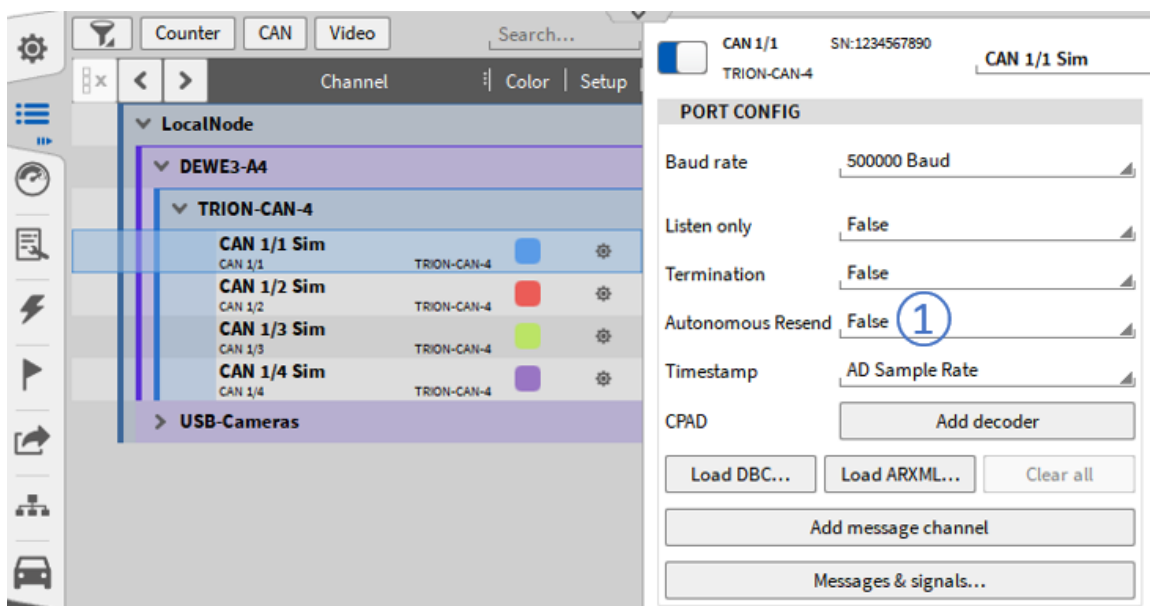 Counter CAN Video Search...
Channel Color Setup
LocalNode
DEWE3-A4
TRION-CAN-4
CAN 1/1 Sim
CAN 1/1 TRION-CAN-4
CAN 1/2 Sim
CAN 1/2 TRION-CAN-4
CAN 1/3 Sim
CAN 1/3 TRION-CAN-4
CAN 1/4 Sim
CAN 1/4 TRION-CAN-4
USB-Cameras
CAN 1/1 SN:1234567890 CAN 1/1 Sim
TRION-CAN-4
PORT CONFIG
Baud rate 500000 Baud
Listen only False
Termination False
Autonomous Resend False 1
Timestamp AD Sample Rate
CPAD Add decoder
Load DBC... Load ARXML... Clear all
Add message channel
Messages & signals...